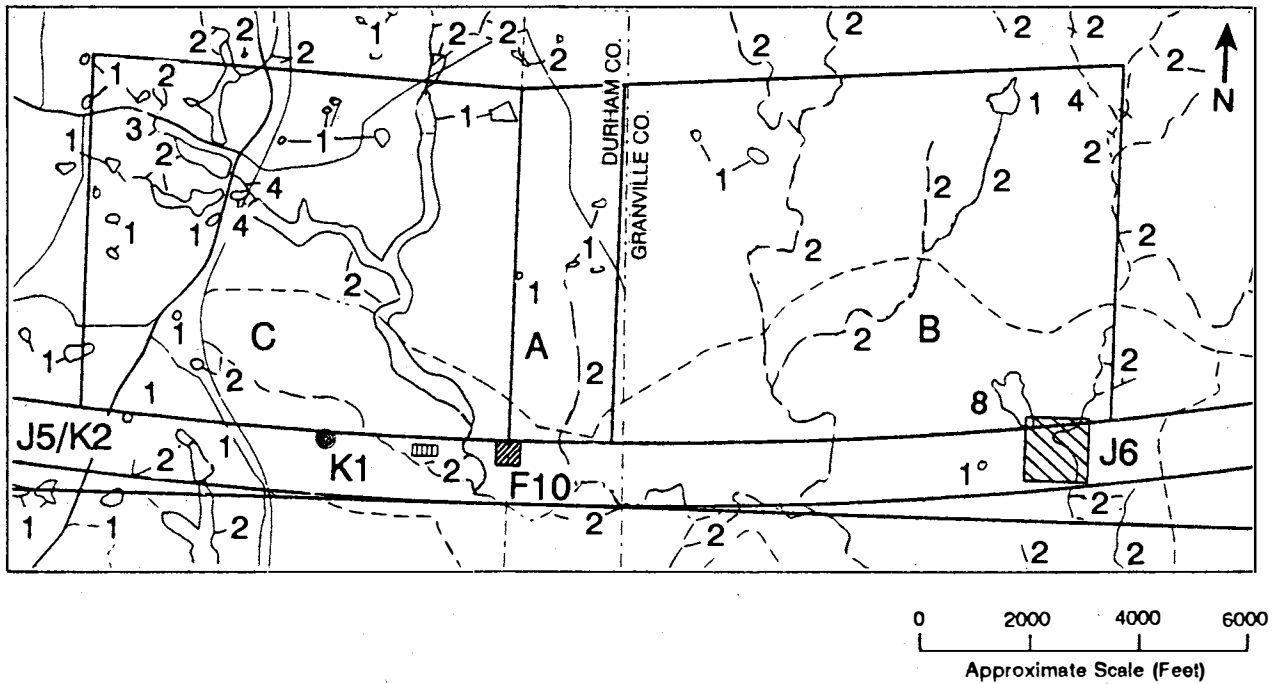 2 2 2 1 2 2 2 2 2 2 2
1 2 1 1 DURHAM CO. 1 4 N
3 1 1
1 2 2 1 2 2
4 GRANVILLE CO.
1 1 4 2 2
2 1 1
1 C A 2 B
1 2 2 2
1 8
J5/K2 1 2 K1 2 F10 1 J6
1 1 2 2 2 2 2 2
0 2000 4000 6000
Approximate Scale (Feet)